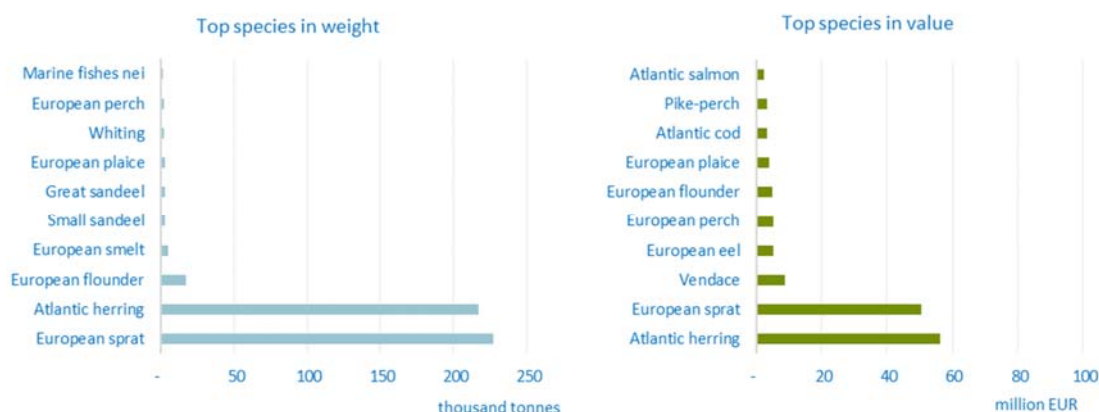 Top species in weight
Marine fishes nei
European perch
Whiting
European plaice
Great sandeel
Small sandeel
European smelt
European flounder
Atlantic herring
European sprat
- 50 100 150 200 250
thousand tonnes
Top species in value
Atlantic salmon
Pike-perch
Atlantic cod
European plaice
European flounder
European perch
European eel
Vendace
European sprat
Atlantic herring
- 20 40 60 80 100
million EUR